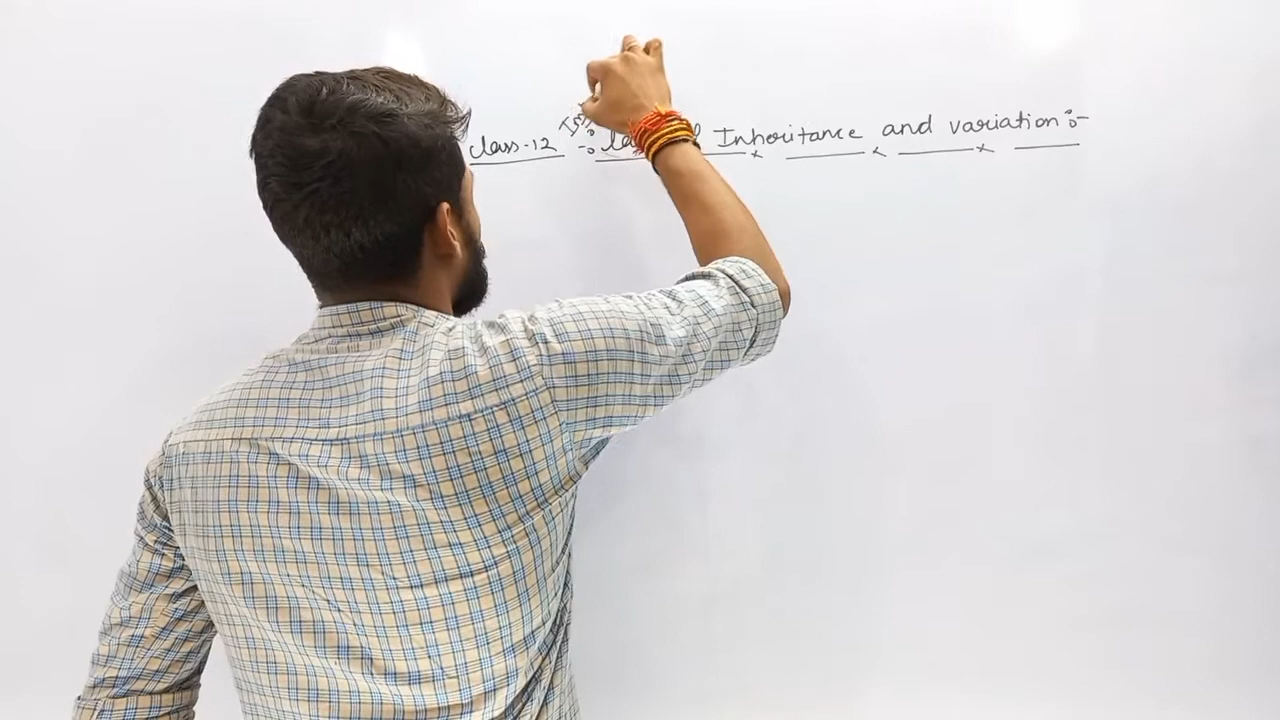 Class-12 :- Inheritance and variation :-